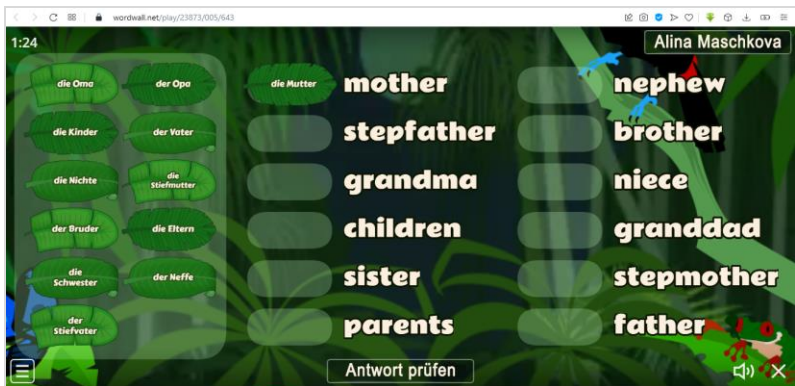 wordwall.net/play/23873/005/643
1:24
Alina Maschkova
die Oma
der Opa
die Kinder
der Vater
die Nichte
die
Stiefmutter
der Bruder
die Eltern
die
Schwester
der Neffe
der
Stiefvater
die Mutter
mother
stepfather
grandma
children
sister
parents
nephew
brother
niece
granddad
stepmother
father
Antwort prüfen